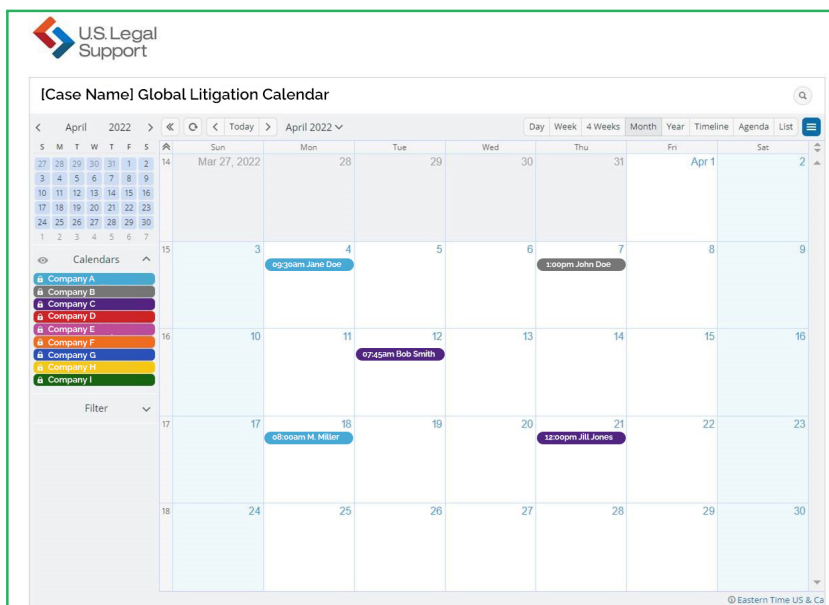 U.S. Legal
Support
[Case Name] Global Litigation Calendar
April 2022
Today
April 2022
Day Week 4 Weeks Month Year Timeline Agenda List
S M T W T F S
27 28 29 30 31 1 2
3 4 5 6 7 8 9
10 11 12 13 14 15 16
17 18 19 20 21 22 23
24 25 26 27 28 29 30
1 2 3 4 5 6 7
Calendars
Company A
Company B
Company C
Company D
Company E
Company F
Company G
Company H
Company I
Filter
Sun Mon Tue Wed Thu Fri Sat
14 Mar 27, 2022 28 29 30 31 Apr 1 2
15 3 4 5 6 7 8 9
09:30am Jane Doe 1:00pm John Doe
16 10 11 12 13 14 15 16
07:45am Bob Smith
17 17 18 19 20 21 22 23
08:00am M. Miller 12:00pm Jill Jones
18 24 25 26 27 28 29 30
Eastern Time US & Ca